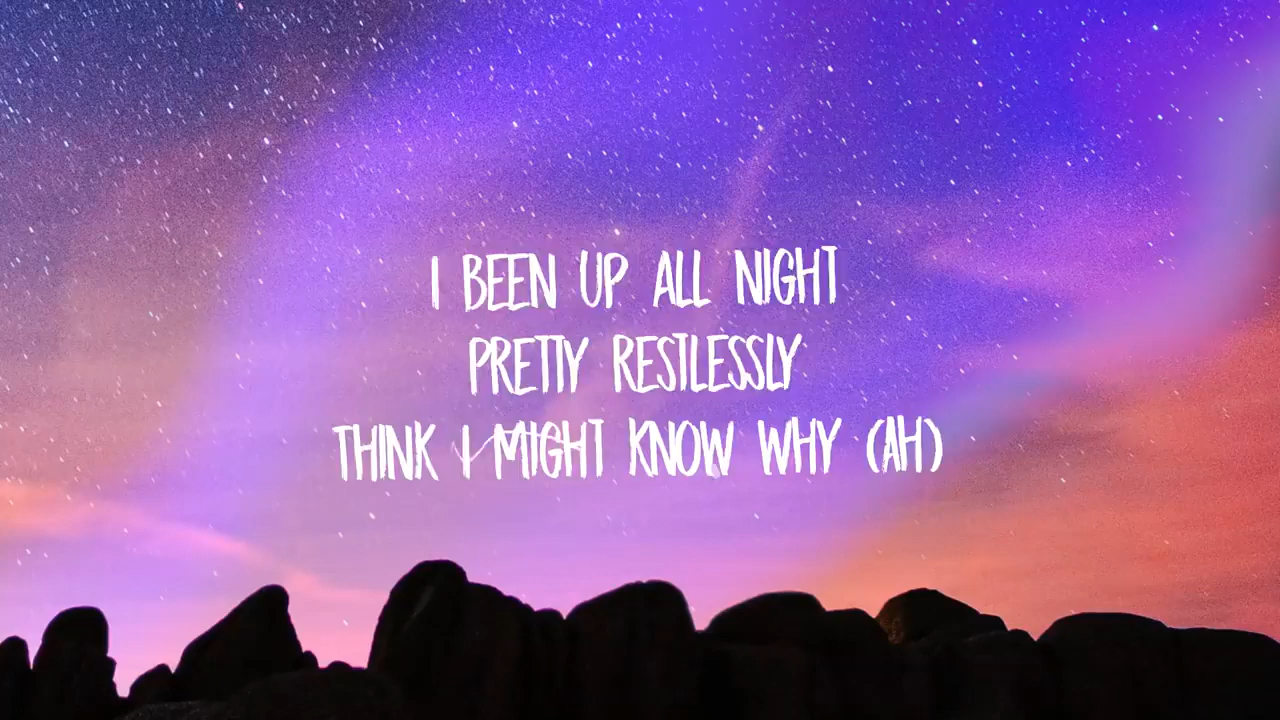 I BEEN UP ALL NIGHT
PRETTY RESTLESSLY
THINK I MIGHT KNOW WHY (AH)